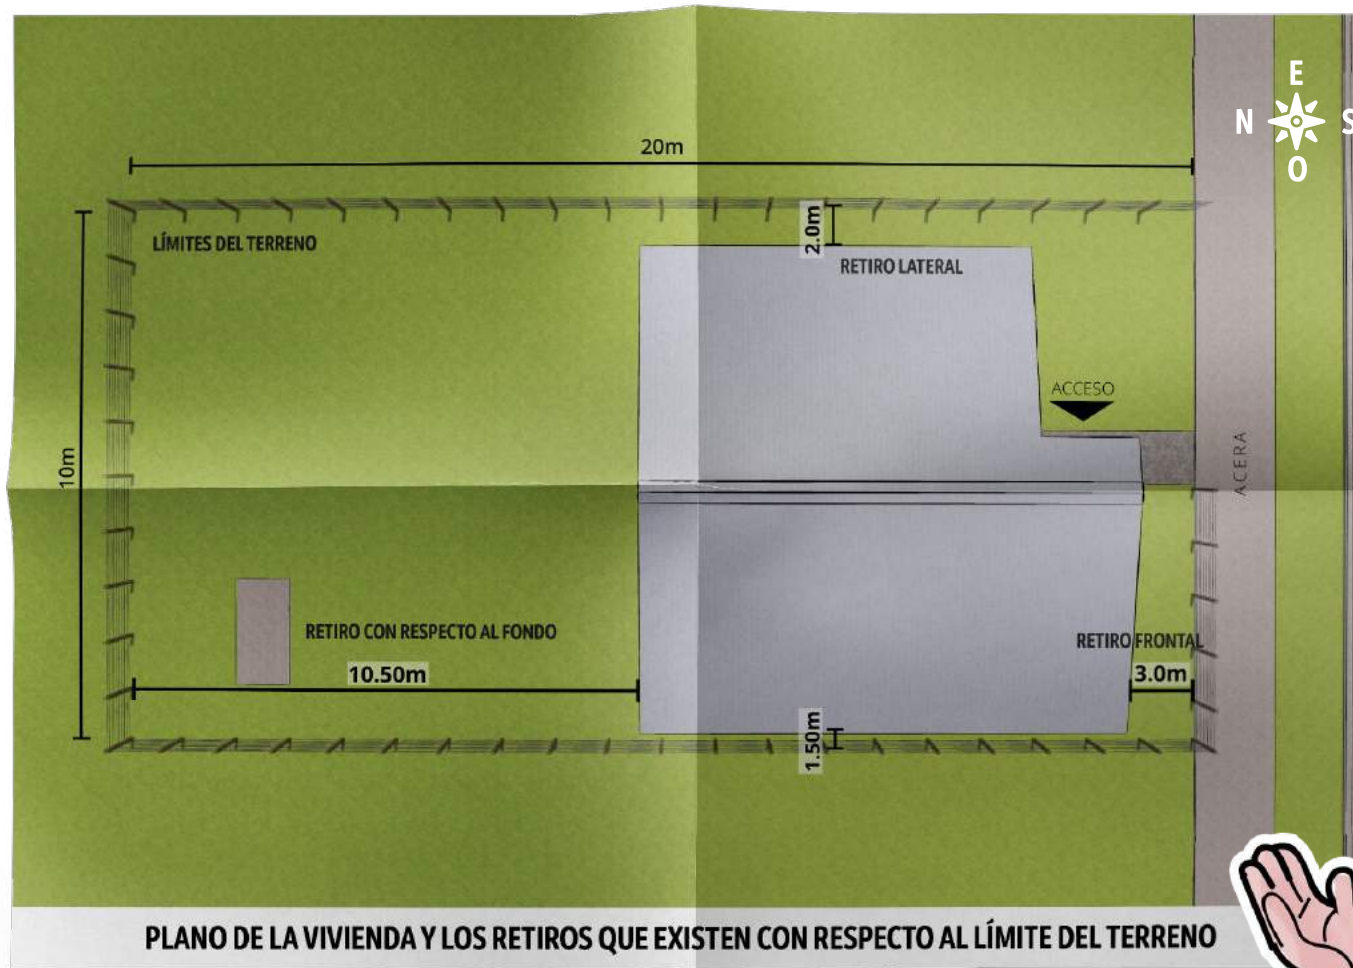 E
N
S
O
20m
LÍMITES DEL TERRENO
2.0m
RETIRO LATERAL
ACCESO
ACERA
10m
RETIRO CON RESPECTO AL FONDO
10.50m
RETIRO FRONTAL
3.0m
1.50m
PLANO DE LA VIVIENDA Y LOS RETIROS QUE EXISTEN CON RESPECTO AL LÍMITE DEL TERRENO